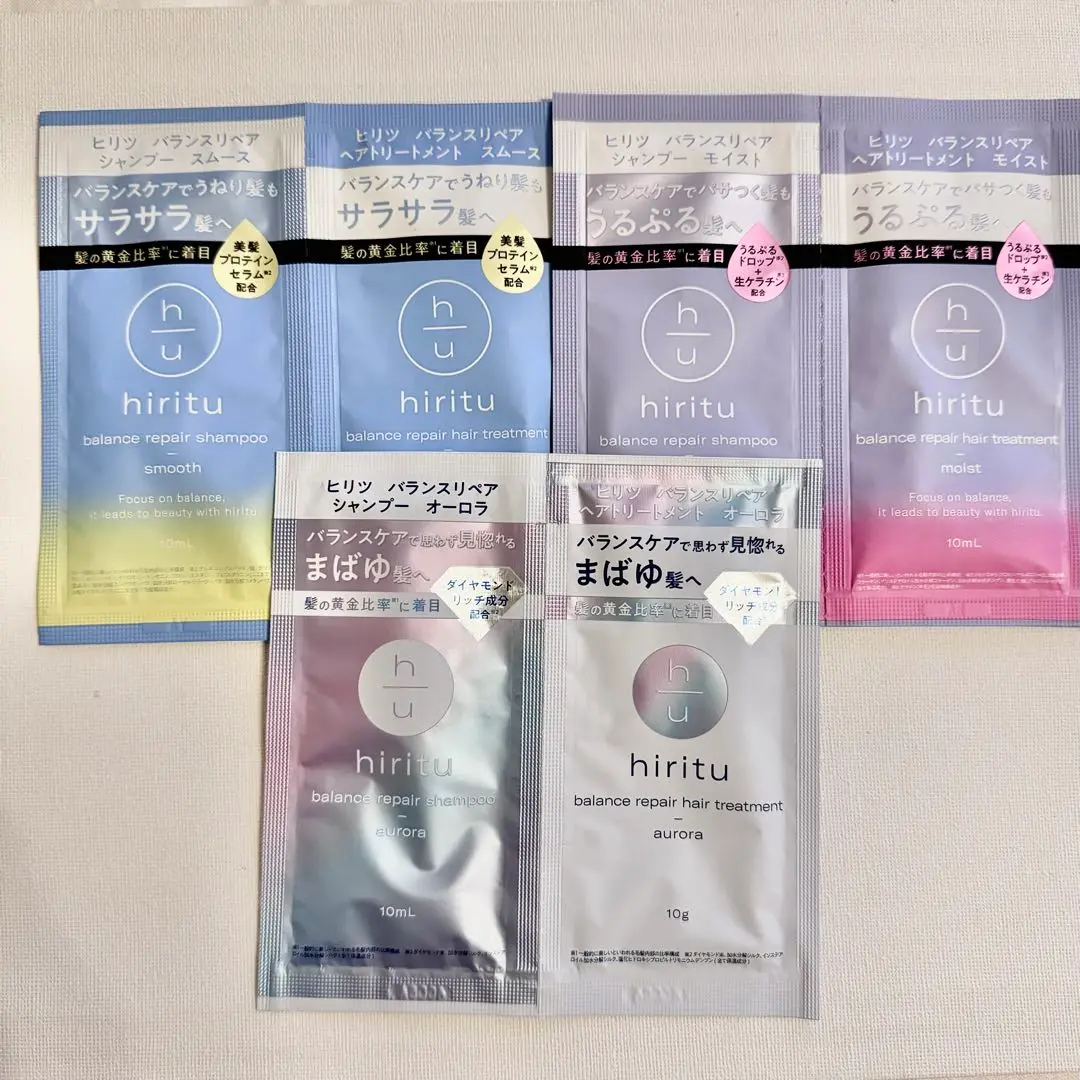 ヒリツ バランスリペア
シャンプー スムース
バランスケアでうねり髪も
サラサラ髪へ
髪の黄金比率※1に着目
美髪
プロテイン
セラム※2
配合
h
u
hiritu
balance repair shampoo
smooth
Focus on balance,
it leads to beauty with hiritu.
10mL
ヒリツ バランスリペア
ヘアトリートメント スムース
バランスケアでうねり髪も
サラサラ髪へ
髪の黄金比率※1に着目
美髪
プロテイン
セラム※2
配合
h
u
hiritu
balance repair hair treatment
ヒリツ バランスリペア
シャンプー モイスト
バランスケアでパサつく髪も
うるぷる髪へ
髪の黄金比率※1に着目
うるぷる
ドロップ※2
+
生ケラチン※3
配合
h
u
hiritu
balance repair shampoo
ヒリツ バランスリペア
ヘアトリートメント モイスト
バランスケアでパサつく髪も
うるぷる髪へ
髪の黄金比率※1に着目
うるぷる
ドロップ※2
+
生ケラチン※3
配合
h
u
hiritu
balance repair hair treatment
moist
Focus on balance,
it leads to beauty with hiritu.
10mL
ヒリツ バランスリペア
シャンプー オーロラ
バランスケアで思わず見惚れる
まばゆ髪へ
髪の黄金比率※1に着目
ダイヤモンド
リッチ成分
配合※2
h
u
hiritu
balance repair shampoo
aurora
10mL
ヒリツ バランスリペア
ヘアトリートメント オーロラ
バランスケアで思わず見惚れる
まばゆ髪へ
髪の黄金比率※1に着目
ダイヤモンド
リッチ成分
配合※2
h
u
hiritu
balance repair hair treatment
aurora
10g